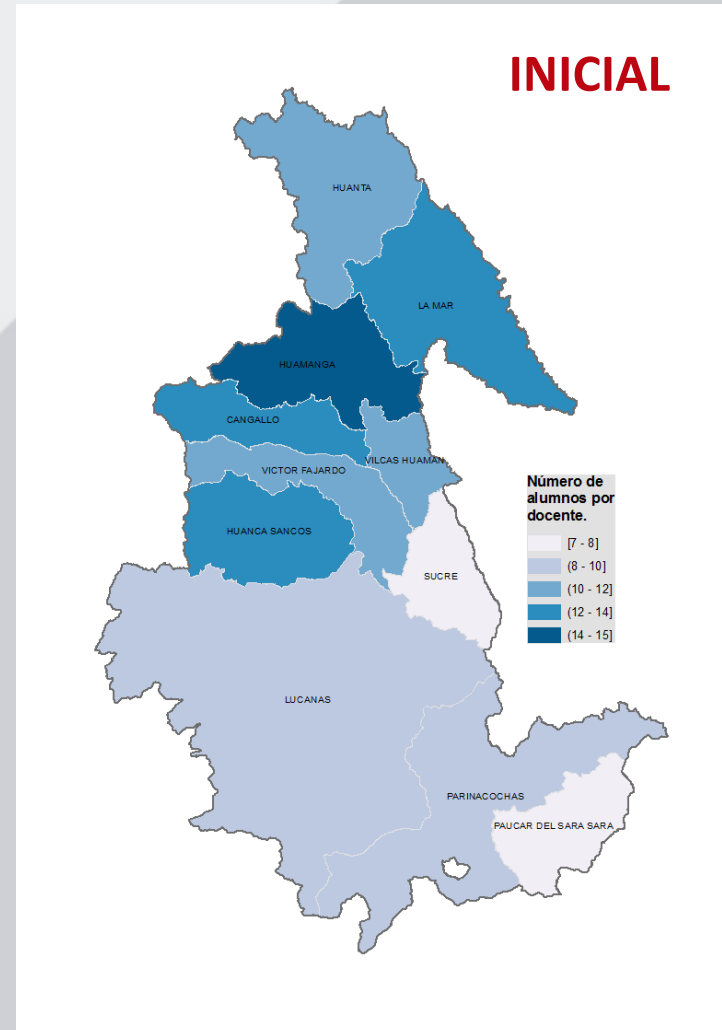 INICIAL
HUANTA
LA MAR
HUAMANGA
CANGALLO
VILCAS HUAMAN
VICTOR FAJARDO
HUANCA SANCOS
SUCRE
LUCANAS
PARINACOCHAS
PAUCAR DEL SARA SARA
Número de
alumnos por
docente.
[7 - 8]
(8 - 10]
(10 - 12]
(12 - 14]
(14 - 15]